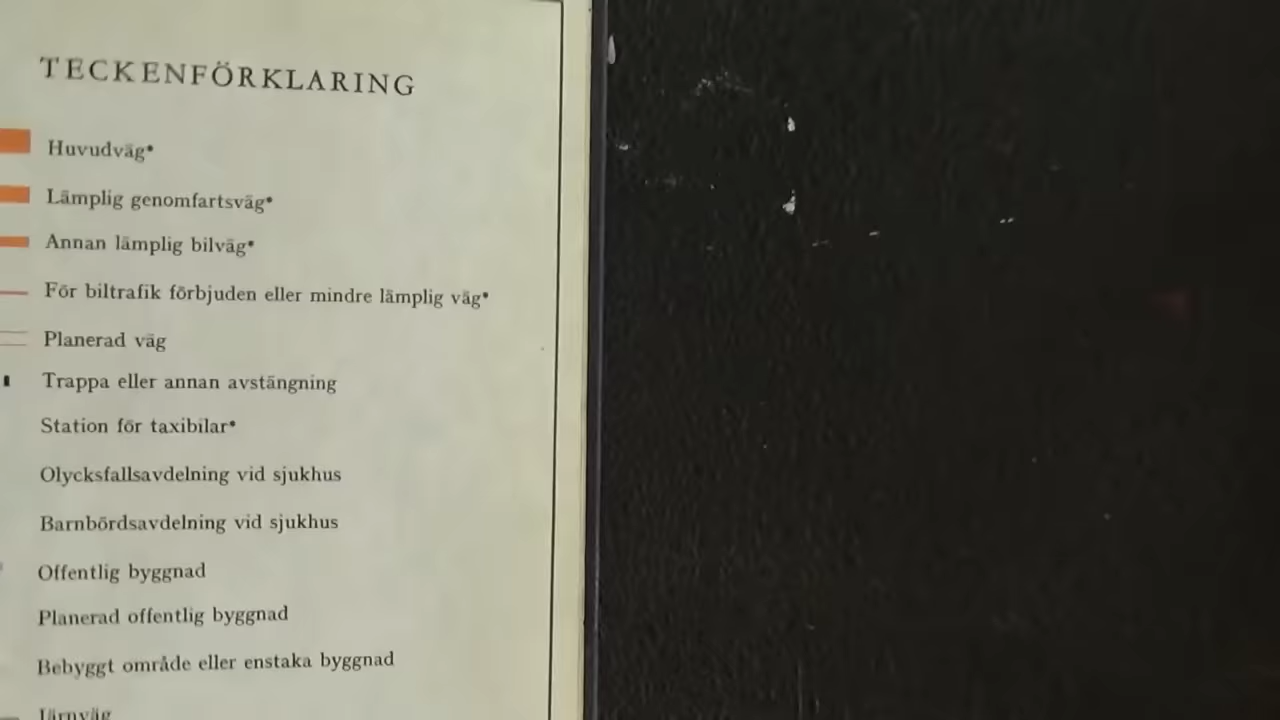 TECKENFÖRKLARING
Huvudväg*
Lämplig genomfartsväg*
Annan lämplig bilväg*
För biltrafik förbjuden eller mindre lämplig väg*
Planerad väg
Trappa eller annan avstängning
Station för taxibilar*
Olycksfallsavdelning vid sjukhus
Barnbördsavdelning vid sjukhus
Offentlig byggnad
Planerad offentlig byggnad
Bebyggt område eller enstaka byggnad
Järnväg